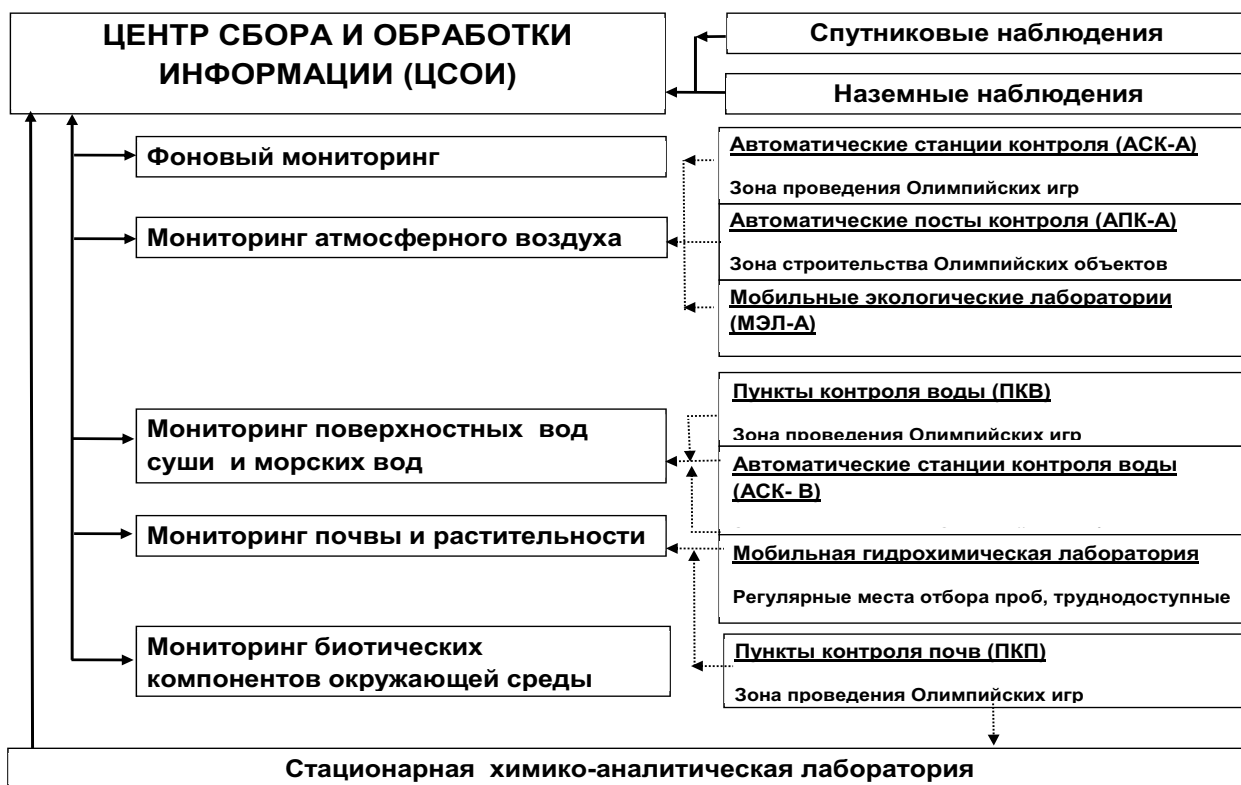 ЦЕНТР СБОРА И ОБРАБОТКИ
ИНФОРМАЦИИ (ЦСОИ)
Спутниковые наблюдения
Наземные наблюдения
Фоновый мониторинг
Мониторинг атмосферного воздуха
Мониторинг поверхностных вод
суши и морских вод
Мониторинг почвы и растительности
Мониторинг биотических
компонентов окружающей среды
Автоматические станции контроля (АСК-А)
Зона проведения Олимпийских игр
Автоматические посты контроля (АПК-А)
Зона строительства Олимпийских объектов
Мобильные экологические лаборатории
(МЭЛ-А)
Пункты контроля воды (ПКВ)
Зона проведения Олимпийских игр
Автоматические станции контроля воды
(АСК- В)
Мобильная гидрохимическая лаборатория
Регулярные места отбора проб, труднодоступные
Пункты контроля почв (ПКП)
Зона проведения Олимпийских игр
Стационарная химико-аналитическая лаборатория